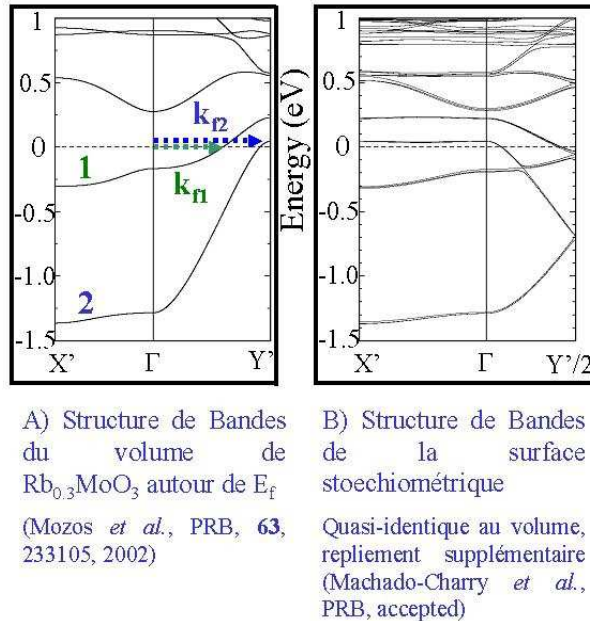 1
0.5
0
-0.5
-1.0
-1.5
X’
Γ
Y’
1
2
k_f2
k_f1
Energy (eV)
1
0.5
0
-0.5
-1.0
-1.5
X’
Γ
Y’/2
A) Structure de Bandes
du volume de
Rb0.3MoO3 autour de Ef
(Mozos et al., PRB, 63,
233105, 2002)
B) Structure de Bandes
de la surface
stoechiométrique
Quasi-identique au volume,
repliement supplémentaire
(Machado-Charry et al.,
PRB, accepted)